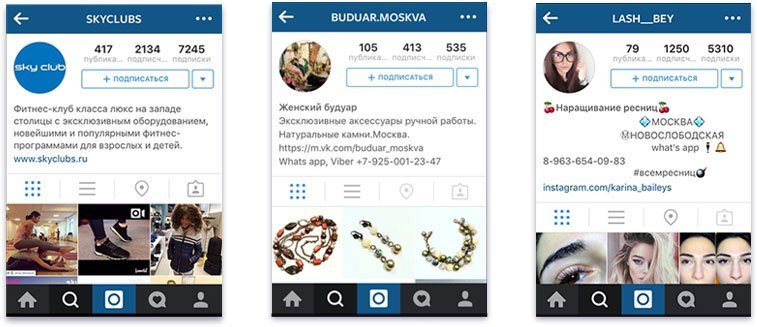 SKYCLUBS
sky club
417 2134 7245
публика... подписч... подписки
+ ПОДПИСАТЬСЯ
Фитнес-клуб класса люкс на западе
столицы с эксклюзивным оборудованием,
новейшими и популярными фитнес-
программами для взрослых и детей.
www.skyclubs.ru
BUDUAR.MOSKVA
105 413 535
публика... подписч... подписки
+ ПОДПИСАТЬСЯ
Женский будуар
Эксклюзивные аксессуары ручной работы.
Натуральные камни.Москва.
https://m.vk.com/buduar_moskva
Whats app, Viber +7-925-001-23-47
LASH__BEY
79 1250 5310
публика... подписч... подписки
+ ПОДПИСАТЬСЯ
🍒Наращивание ресниц🍒
💠МОСКВА💠
Ⓜ️НОВОСЛОБОДСКАЯ
what's app
8-963-654-09-83
#всемресниц💣
instagram.com/karina_baileys